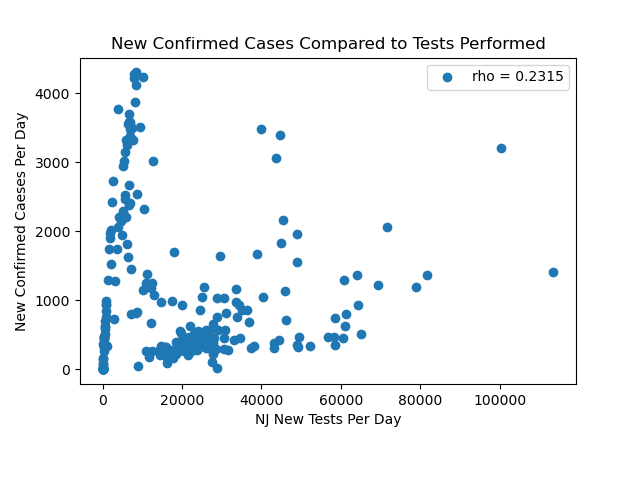 New Confirmed Cases Compared to Tests Performed
rho = 0.2315
New Confirmed Caeses Per Day
4000
3000
2000
1000
0
0 20000 40000 60000 80000 100000
NJ New Tests Per Day